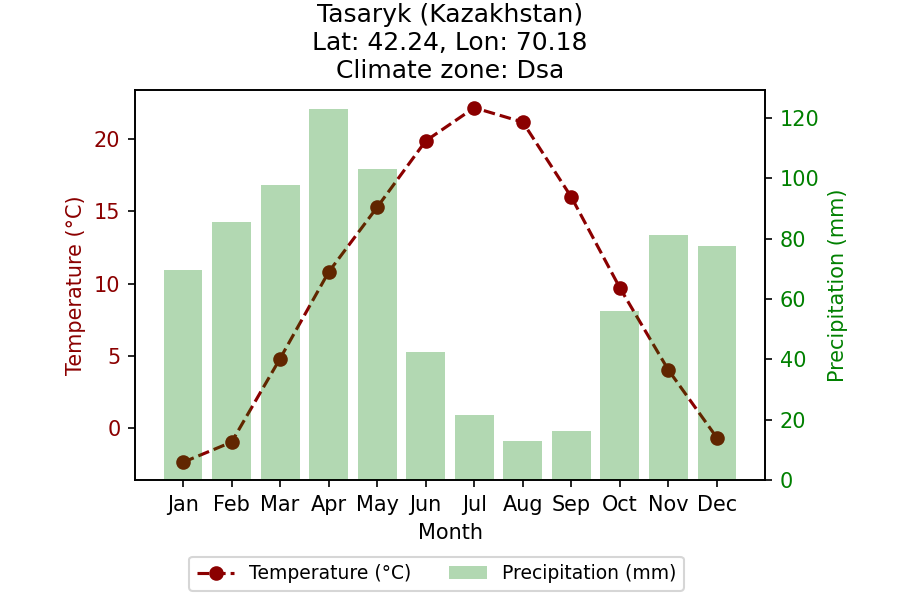 Tasaryk (Kazakhstan)
Lat: 42.24, Lon: 70.18
Climate zone: Dsa
Temperature (°C)
20
15
10
5
0
120
100
80
60
40
20
0
Precipitation (mm)
Jan Feb Mar Apr May Jun Jul Aug Sep Oct Nov Dec
Month
Temperature (°C) Precipitation (mm)